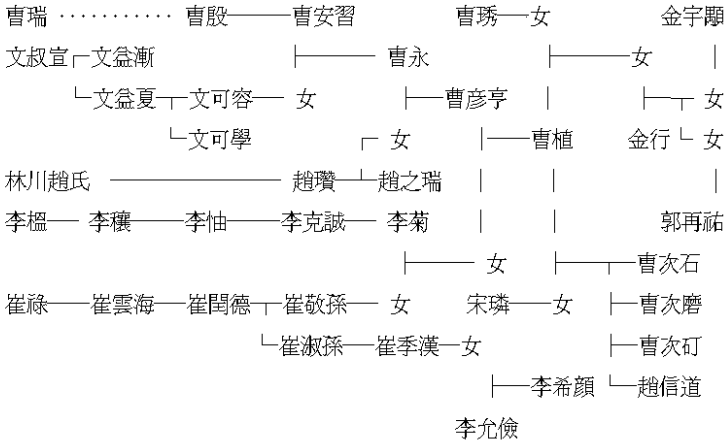 曺瑞 ・・・・・・・・・・・ 曺殷───曺安習 曺琇──女 金宇顒
文叔宣┌─文益漸 ├──── 曺永 ├────女 │
└─文益夏─┬─文可容── 女 ├──曺彦亨 │ ├─┬ 女
└─文可學 ┌─ 女 │──曺植 金行└ 女
林川趙氏 ──────── 趙瓚─┴─趙之瑞 │ │ │
李榲── 李穰───李怞───李克誠── 李菊 │ │ 郭再祐
├─── 女 ├──┬─曺次石
崔祿──崔雲海──崔閏德─┬─崔敬孫── 女 宋璘──女 ├─曺次磨
└─崔淑孫──崔季漢─女 ├─曺次矴
├──李希顔 └─趙信道
李允儉